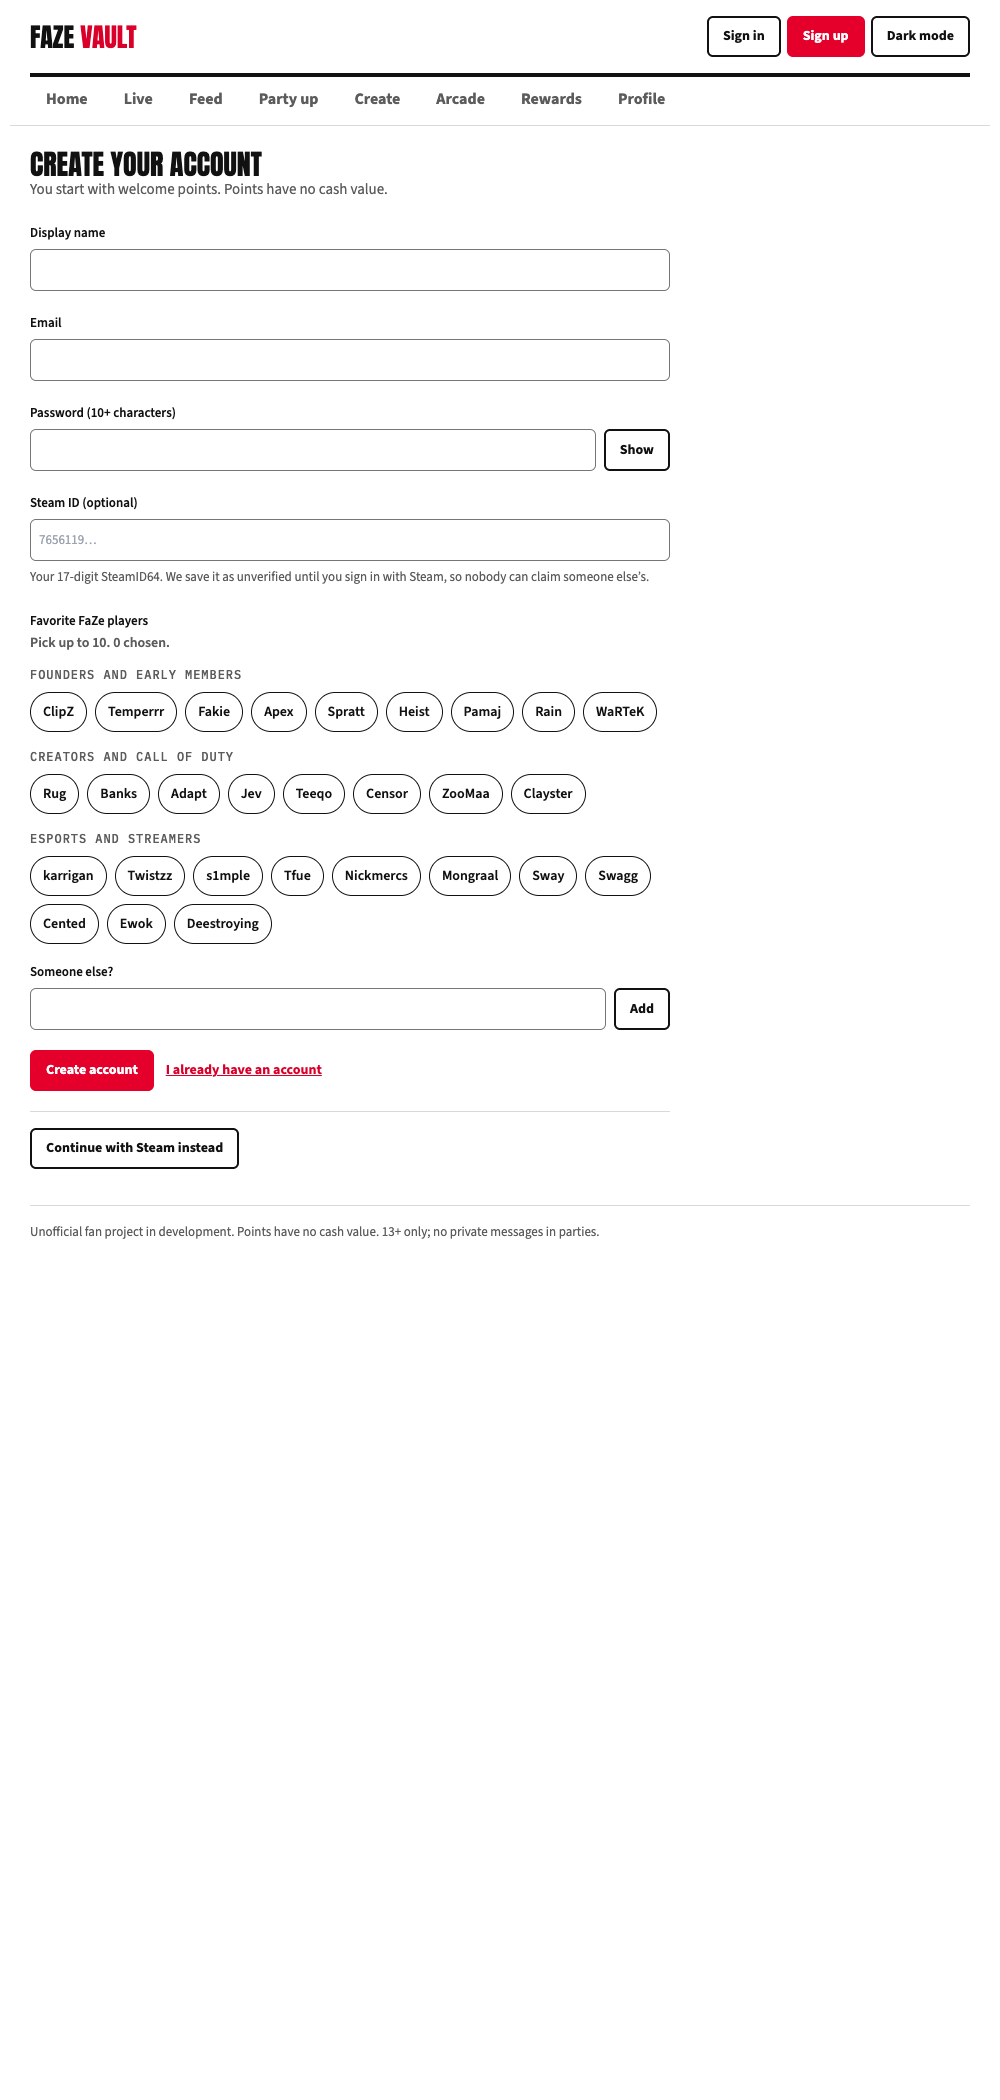 FAZE VAULT
Sign in
Sign up
Dark mode
Home Live Feed Party up Create Arcade Rewards Profile
CREATE YOUR ACCOUNT
You start with welcome points. Points have no cash value.
Display name
Email
Password (10+ characters)
Show
Steam ID (optional)
7656119…
Your 17-digit SteamID64. We save it as unverified until you sign in with Steam, so nobody can claim someone else's.
Favorite FaZe players
Pick up to 10. 0 chosen.
FOUNDERS AND EARLY MEMBERS
ClipZ Temperrr Fakie Apex Spratt Heist Pamaj Rain WaRTeK
CREATORS AND CALL OF DUTY
Rug Banks Adapt Jev Teeqo Censor ZooMaa Clayster
ESPORTS AND STREAMERS
karrigan Twistzz s1mple Tfue Nickmercs Mongraal Sway Swagg
Cented Ewok Deestroying
Someone else?
Add
Create account I already have an account
Continue with Steam instead
Unofficial fan project in development. Points have no cash value. 13+ only; no private messages in parties.